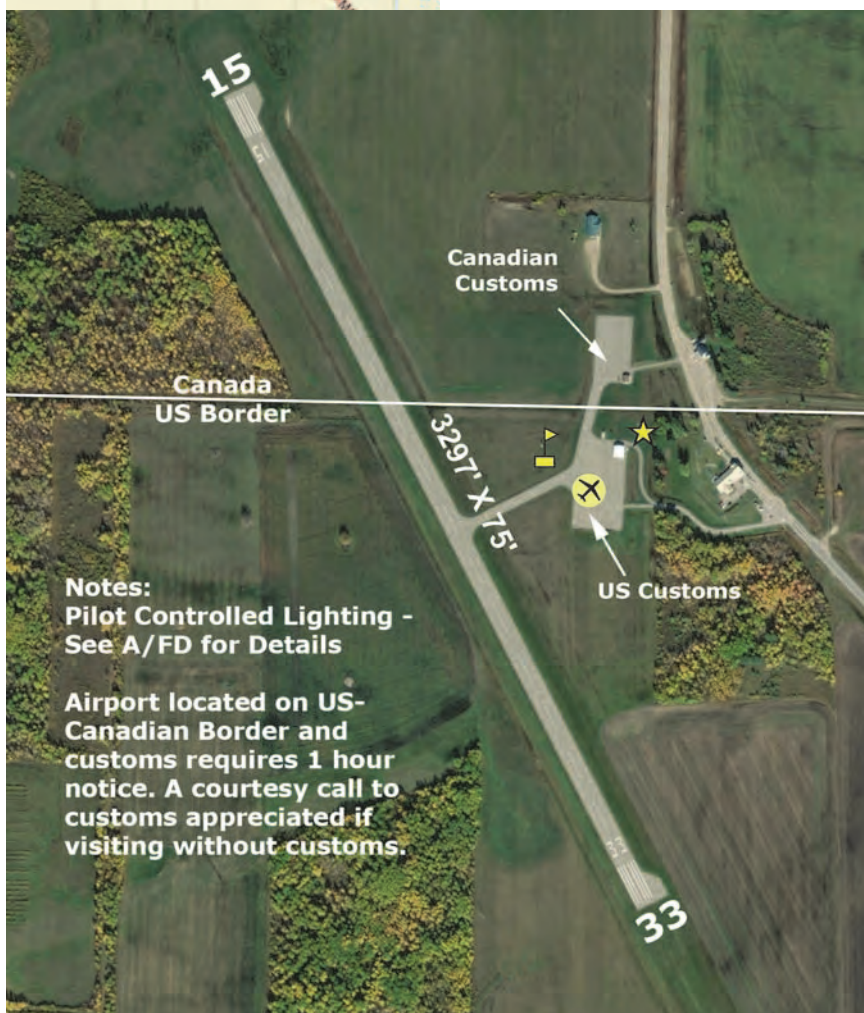 15
Canadian
Customs
Canada
US Border
3297' X 75'
US Customs
Notes:
Pilot Controlled Lighting -
See A/FD for Details
Airport located on US-
Canadian Border and
customs requires 1 hour
notice. A courtesy call to
customs appreciated if
visiting without customs.
33
33